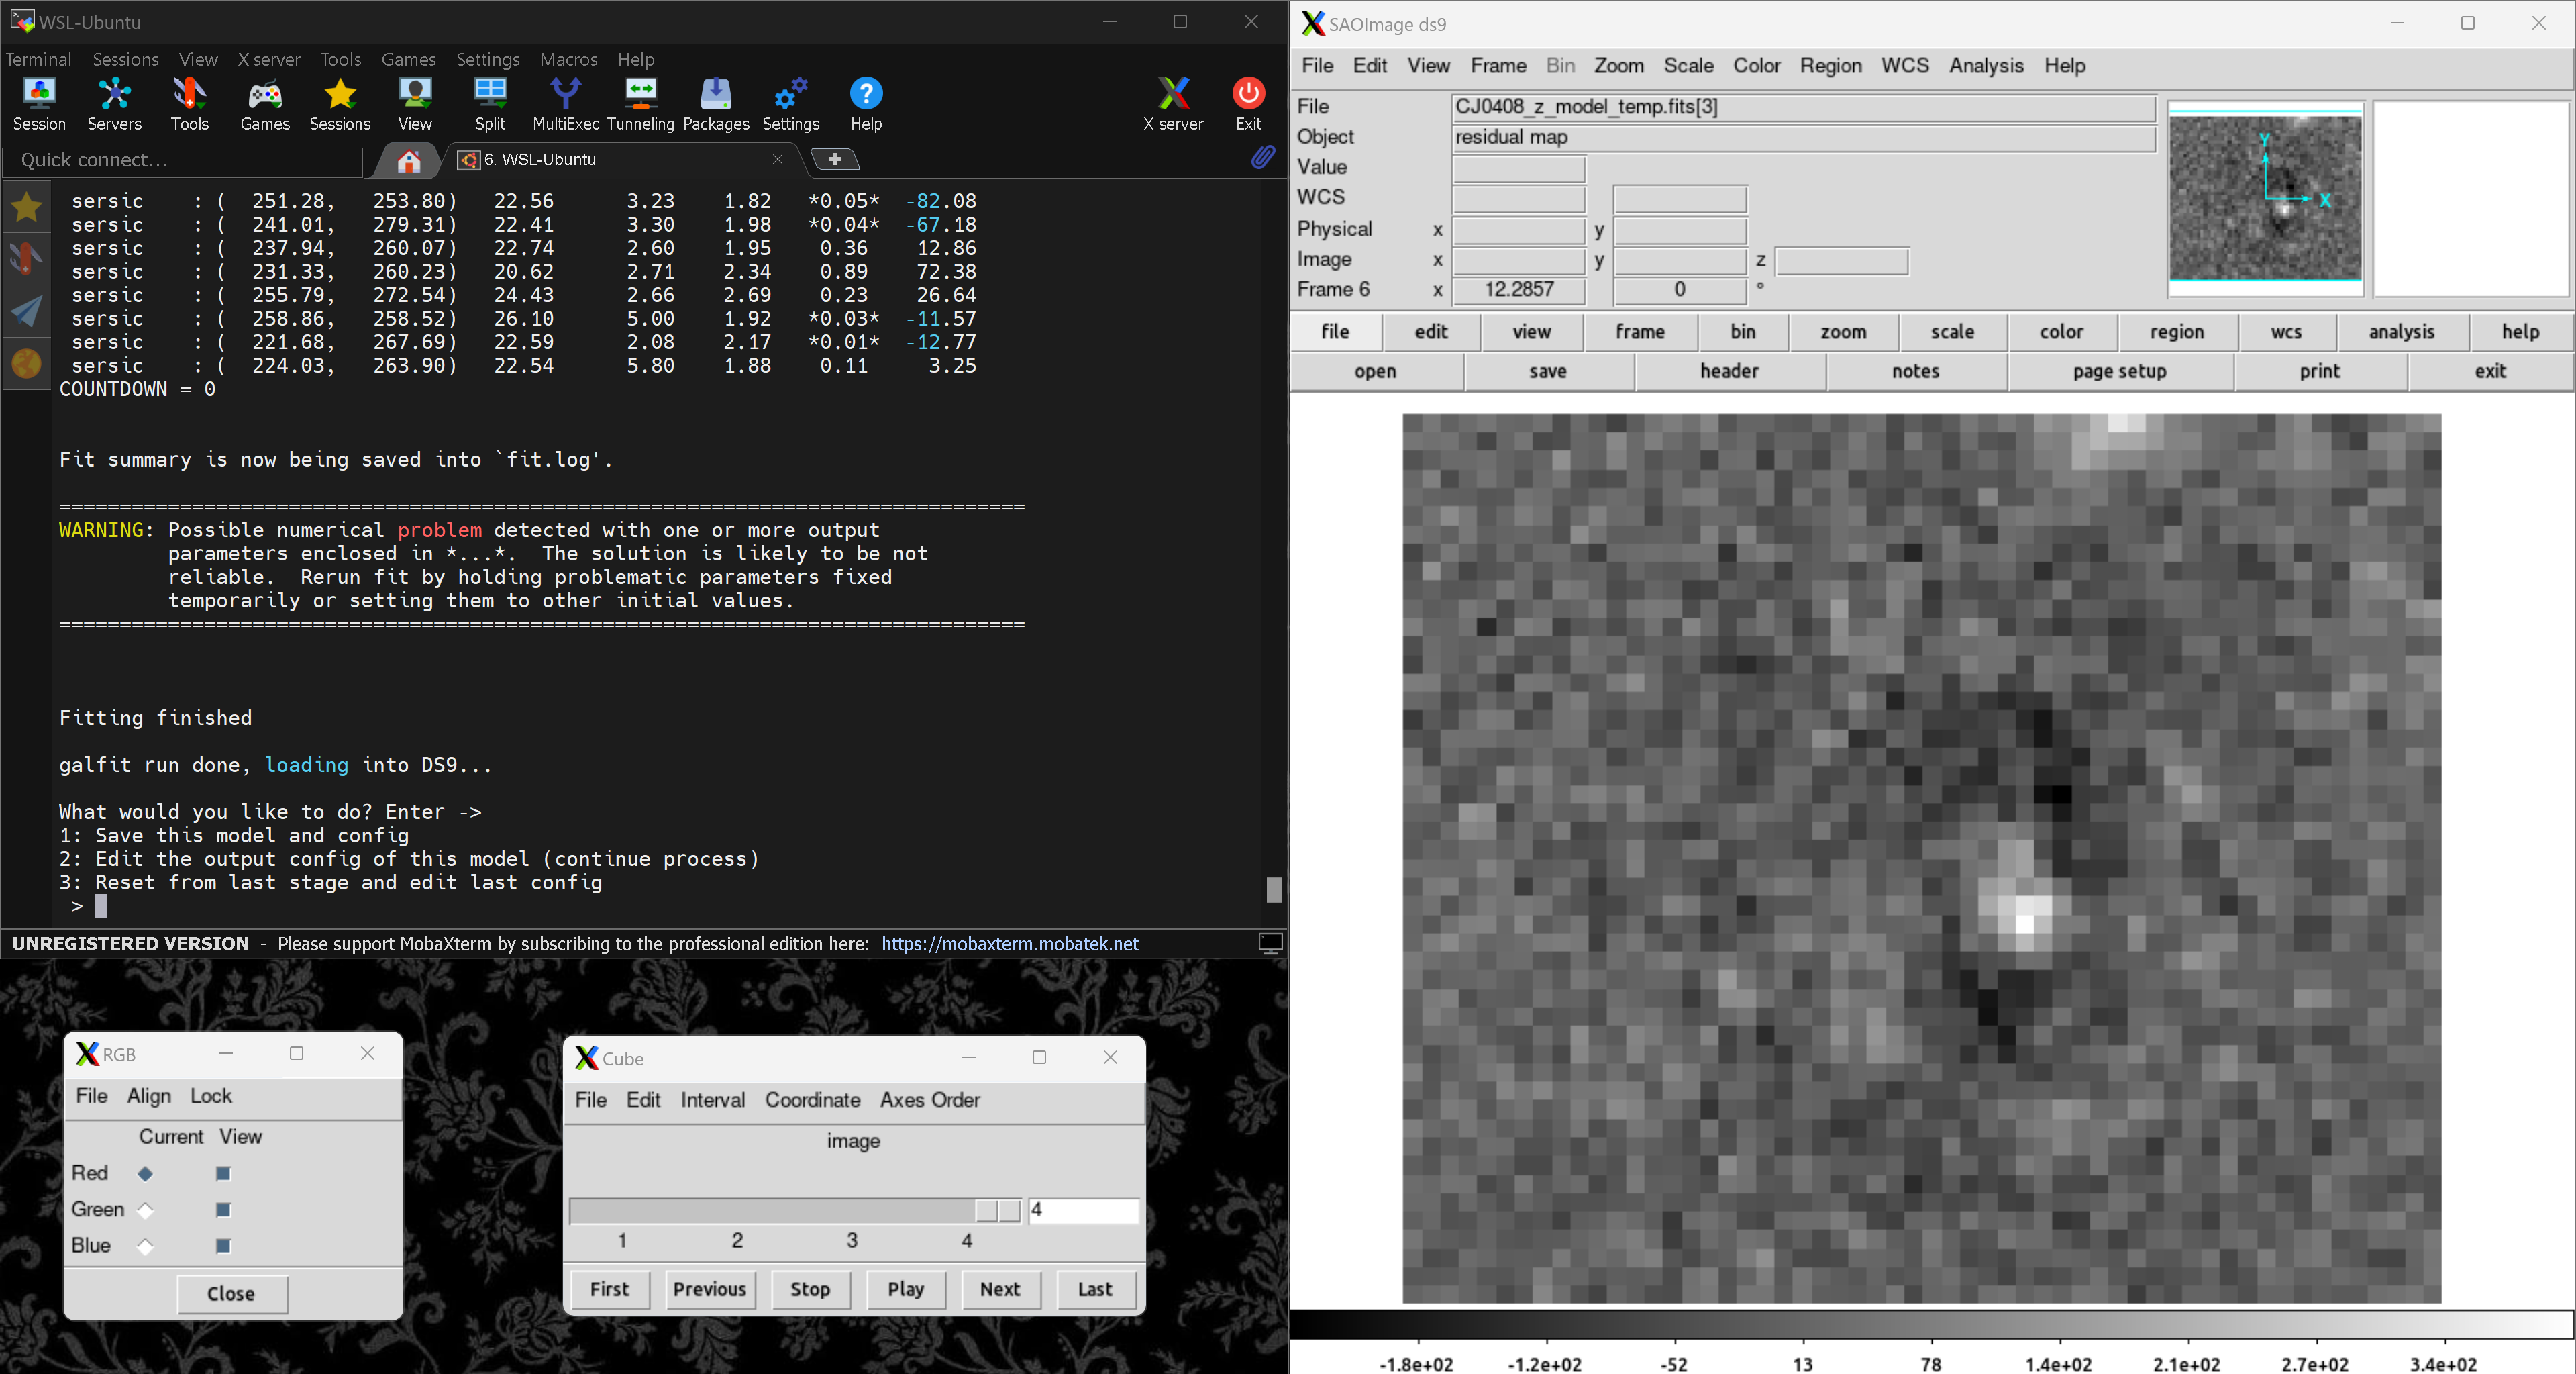 WSL-Ubuntu
Terminal Sessions View X server Tools Games Settings Macros Help
Session Servers Tools Games Sessions View Split MultiExec Tunneling Packages Settings Help X server Exit
Quick connect...
6. WSL-Ubuntu
sersic : ( 251.28, 253.80) 22.56 3.23 1.82 *0.05* -82.08
sersic : ( 241.01, 279.31) 22.41 3.30 1.98 *0.04* -67.18
sersic : ( 237.94, 260.07) 22.74 2.60 1.95 0.36 12.86
sersic : ( 231.33, 260.23) 20.62 2.71 2.34 0.89 72.38
sersic : ( 255.79, 272.54) 24.43 2.66 2.69 0.23 26.64
sersic : ( 258.86, 258.52) 26.10 5.00 1.92 *0.03* -11.57
sersic : ( 221.68, 267.69) 22.59 2.08 2.17 *0.01* -12.77
sersic : ( 224.03, 263.90) 22.54 5.80 1.88 0.11 3.25
COUNTDOWN = 0
Fit summary is now being saved into `fit.log'.
================================================================================
WARNING: Possible numerical problem detected with one or more output
parameters enclosed in *...*. The solution is likely to be not
reliable. Rerun fit by holding problematic parameters fixed
temporarily or setting them to other initial values.
================================================================================
Fitting finished
galfit run done, loading into DS9...
What would you like to do? Enter ->
1: Save this model and config
2: Edit the output config of this model (continue process)
3: Reset from last stage and edit last config
>
UNREGISTERED VERSION - Please support MobaXterm by subscribing to the professional edition here: https://mobaxterm.mobatek.net
RGB
File Align Lock
Current View
Red
Green
Blue
Close
Cube
File Edit Interval Coordinate Axes Order
image
4
1 2 3 4
First Previous Stop Play Next Last
SAOImage ds9
File Edit View Frame Bin Zoom Scale Color Region WCS Analysis Help
File CJ0408_z_model_temp.fits[3]
Object residual map
Value
WCS
Physical x y
Image x y z
Frame 6 x 12.2857 0 °
Y
X
file edit view frame bin zoom scale color region wcs analysis help
open save header notes page setup print exit
-1.8e+02 -1.2e+02 -52 13 78 1.4e+02 2.1e+02 2.7e+02 3.4e+02